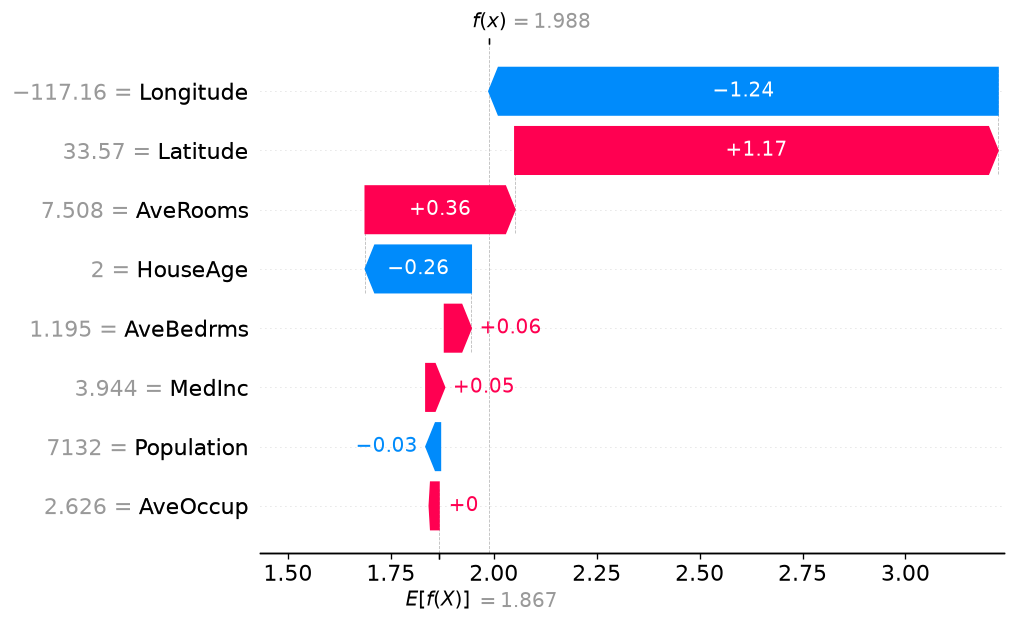 f(x) = 1.988
−117.16 = Longitude
−1.24
33.57 = Latitude
+1.17
7.508 = AveRooms
+0.36
2 = HouseAge
−0.26
1.195 = AveBedrms
+0.06
3.944 = MedInc
+0.05
7132 = Population
−0.03
2.626 = AveOccup
+0
1.50 1.75 2.00 2.25 2.50 2.75 3.00
E[f(X)] = 1.867